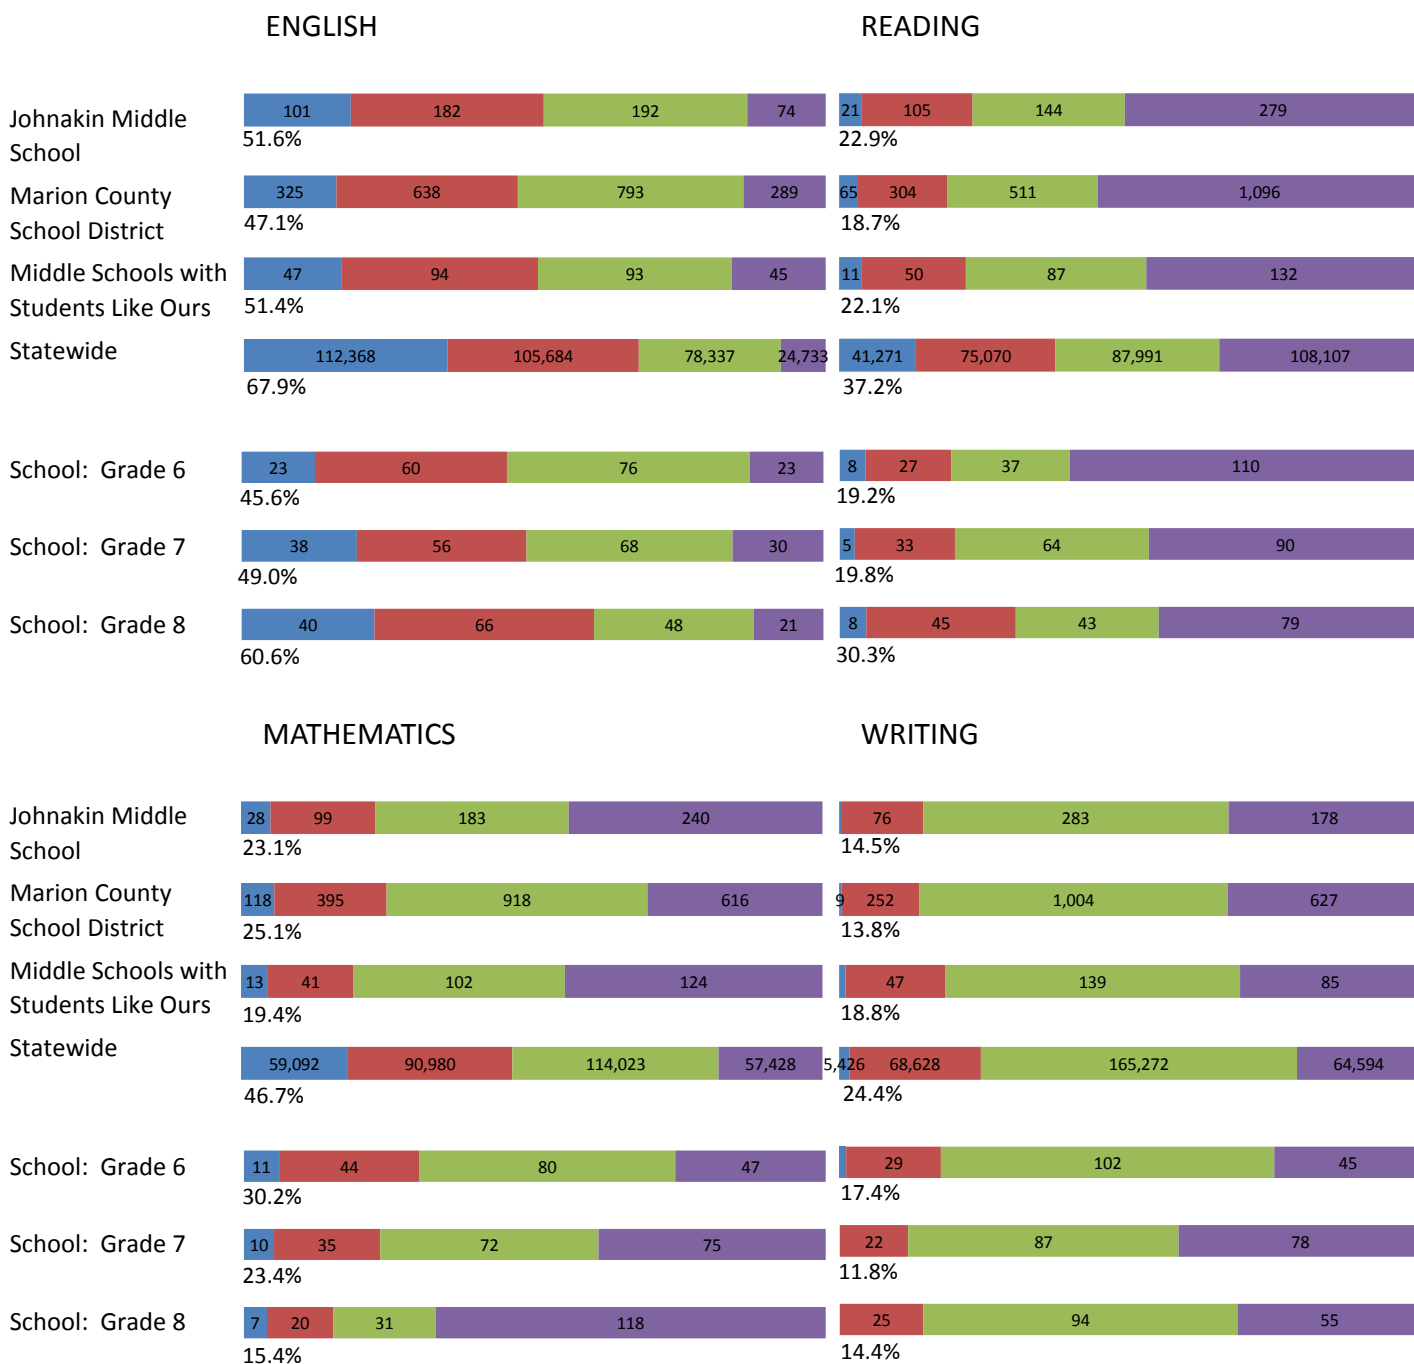 ENGLISH READING
Johnakin Middle School 101 182 192 74 21 105 144 279
51.6% 22.9%
Marion County School District 325 638 793 289 65 304 511 1,096
47.1% 18.7%
Middle Schools with Students Like Ours 47 94 93 45 11 50 87 132
51.4% 22.1%
Statewide 112,368 105,684 78,337 24,733 41,271 75,070 87,991 108,107
67.9% 37.2%
School: Grade 6 23 60 76 23 8 27 37 110
45.6% 19.2%
School: Grade 7 38 56 68 30 5 33 64 90
49.0% 19.8%
School: Grade 8 40 66 48 21 8 45 43 79
60.6% 30.3%
MATHEMATICS WRITING
Johnakin Middle School 28 99 183 240 76 283 178
23.1% 14.5%
Marion County School District 118 395 918 616 9 252 1,004 627
25.1% 13.8%
Middle Schools with Students Like Ours 13 41 102 124 47 139 85
19.4% 18.8%
Statewide 59,092 90,980 114,023 57,428 5,426 68,628 165,272 64,594
46.7% 24.4%
School: Grade 6 11 44 80 47 29 102 45
30.2% 17.4%
School: Grade 7 10 35 72 75 22 87 78
23.4% 11.8%
School: Grade 8 7 20 31 118 25 94 55
15.4% 14.4%